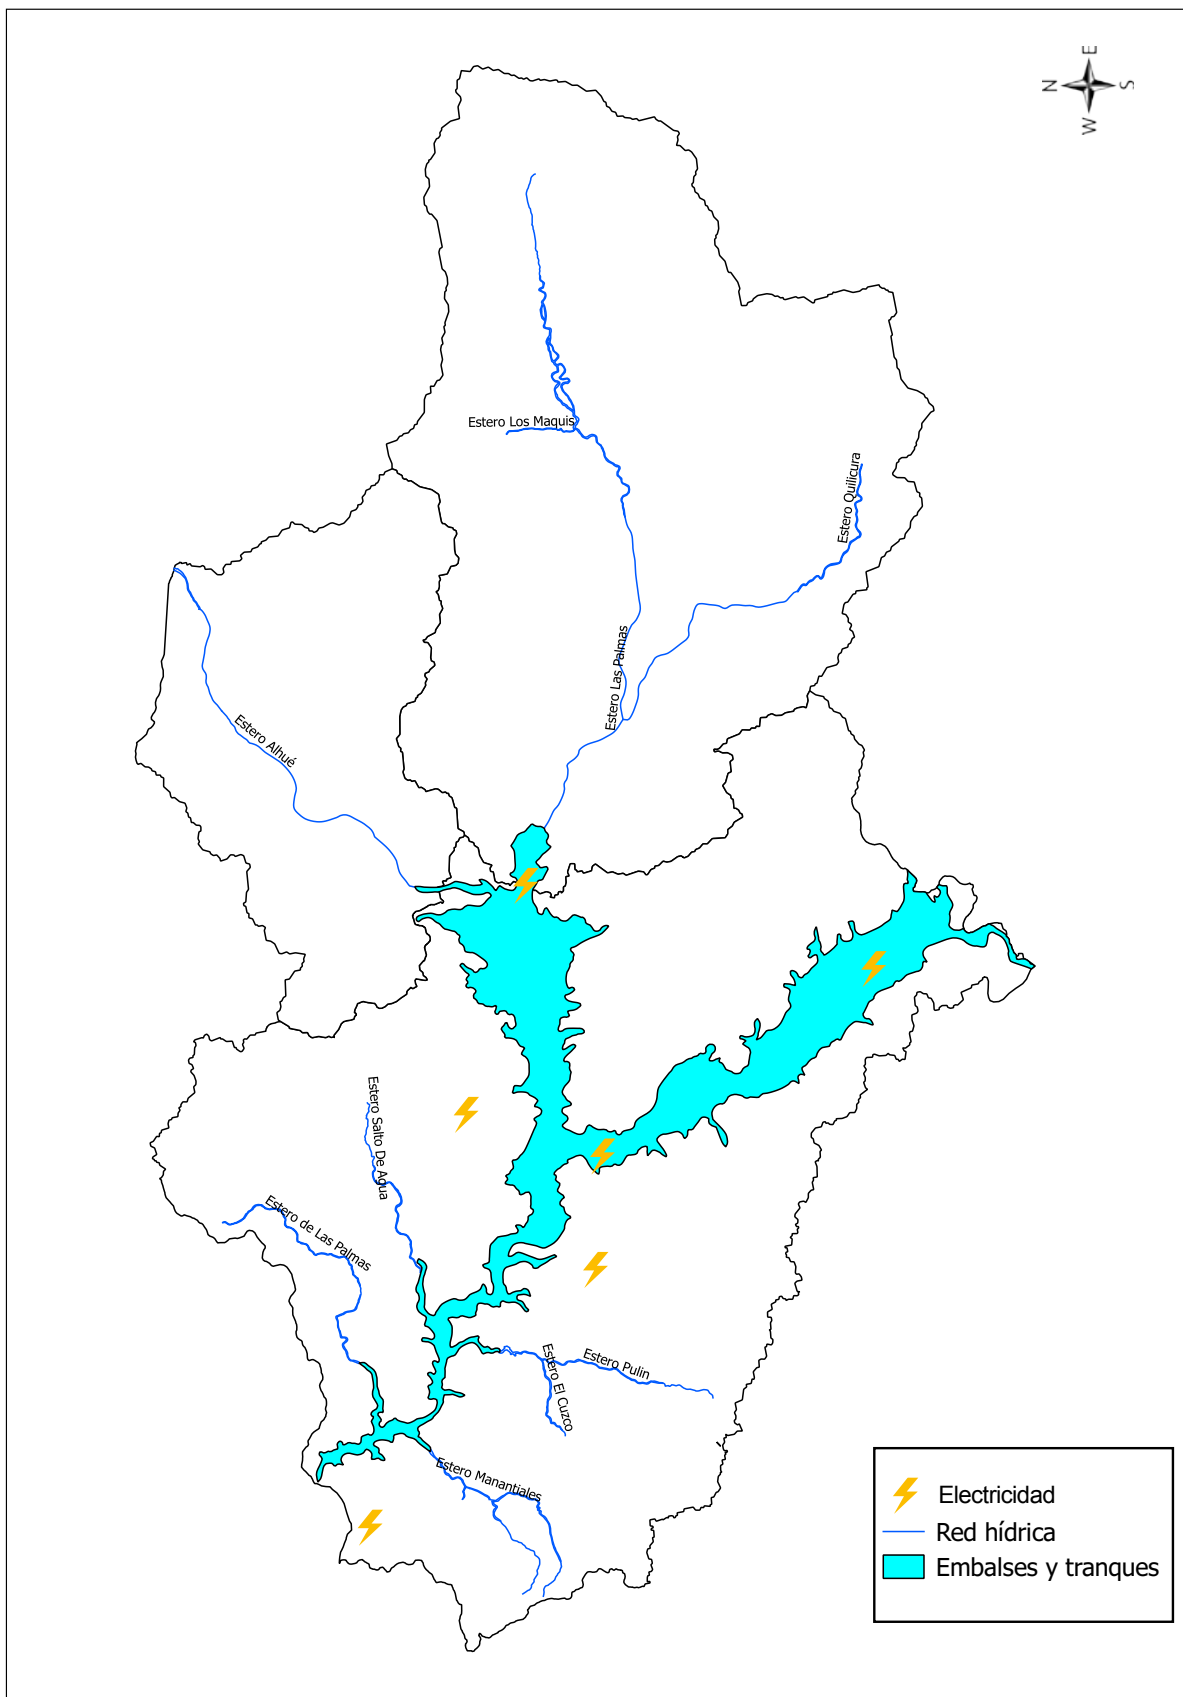 E
N
S
W
Estero Los Maquis
Estero Quilicura
Estero Las Palmas
Estero Alhué
Estero Salto De Agua
Estero de Las Palmas
Estero Pulin
Estero El Cuzco
Estero Manantiales
Electricidad
Red hídrica
Embalses y tranques